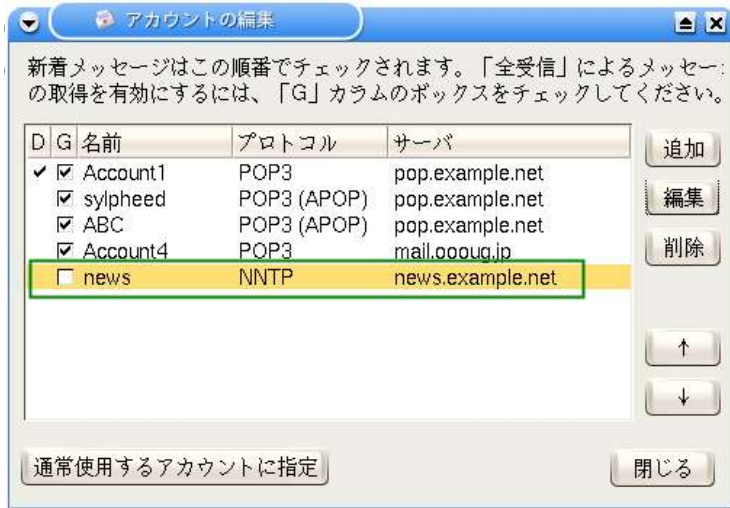 アカウントの編集
新着メッセージはこの順番でチェックされます。「全受信」によるメッセー
の取得を有効にするには、「G」カラムのボックスをチェックしてください。
D G 名前 プロトコル サーバ
Account1 POP3 pop.example.net
sylpheed POP3 (APOP) pop.example.net
ABC POP3 (APOP) pop.example.net
Account4 POP3 mail.oooug.jp
news NNTP news.example.net
追加
編集
削除
↑
↓
通常使用するアカウントに指定
閉じる